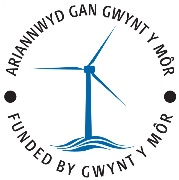 ARIANNWYD GAN GWYNT Y MÔR
FUNDED BY GWYNT Y MÔR